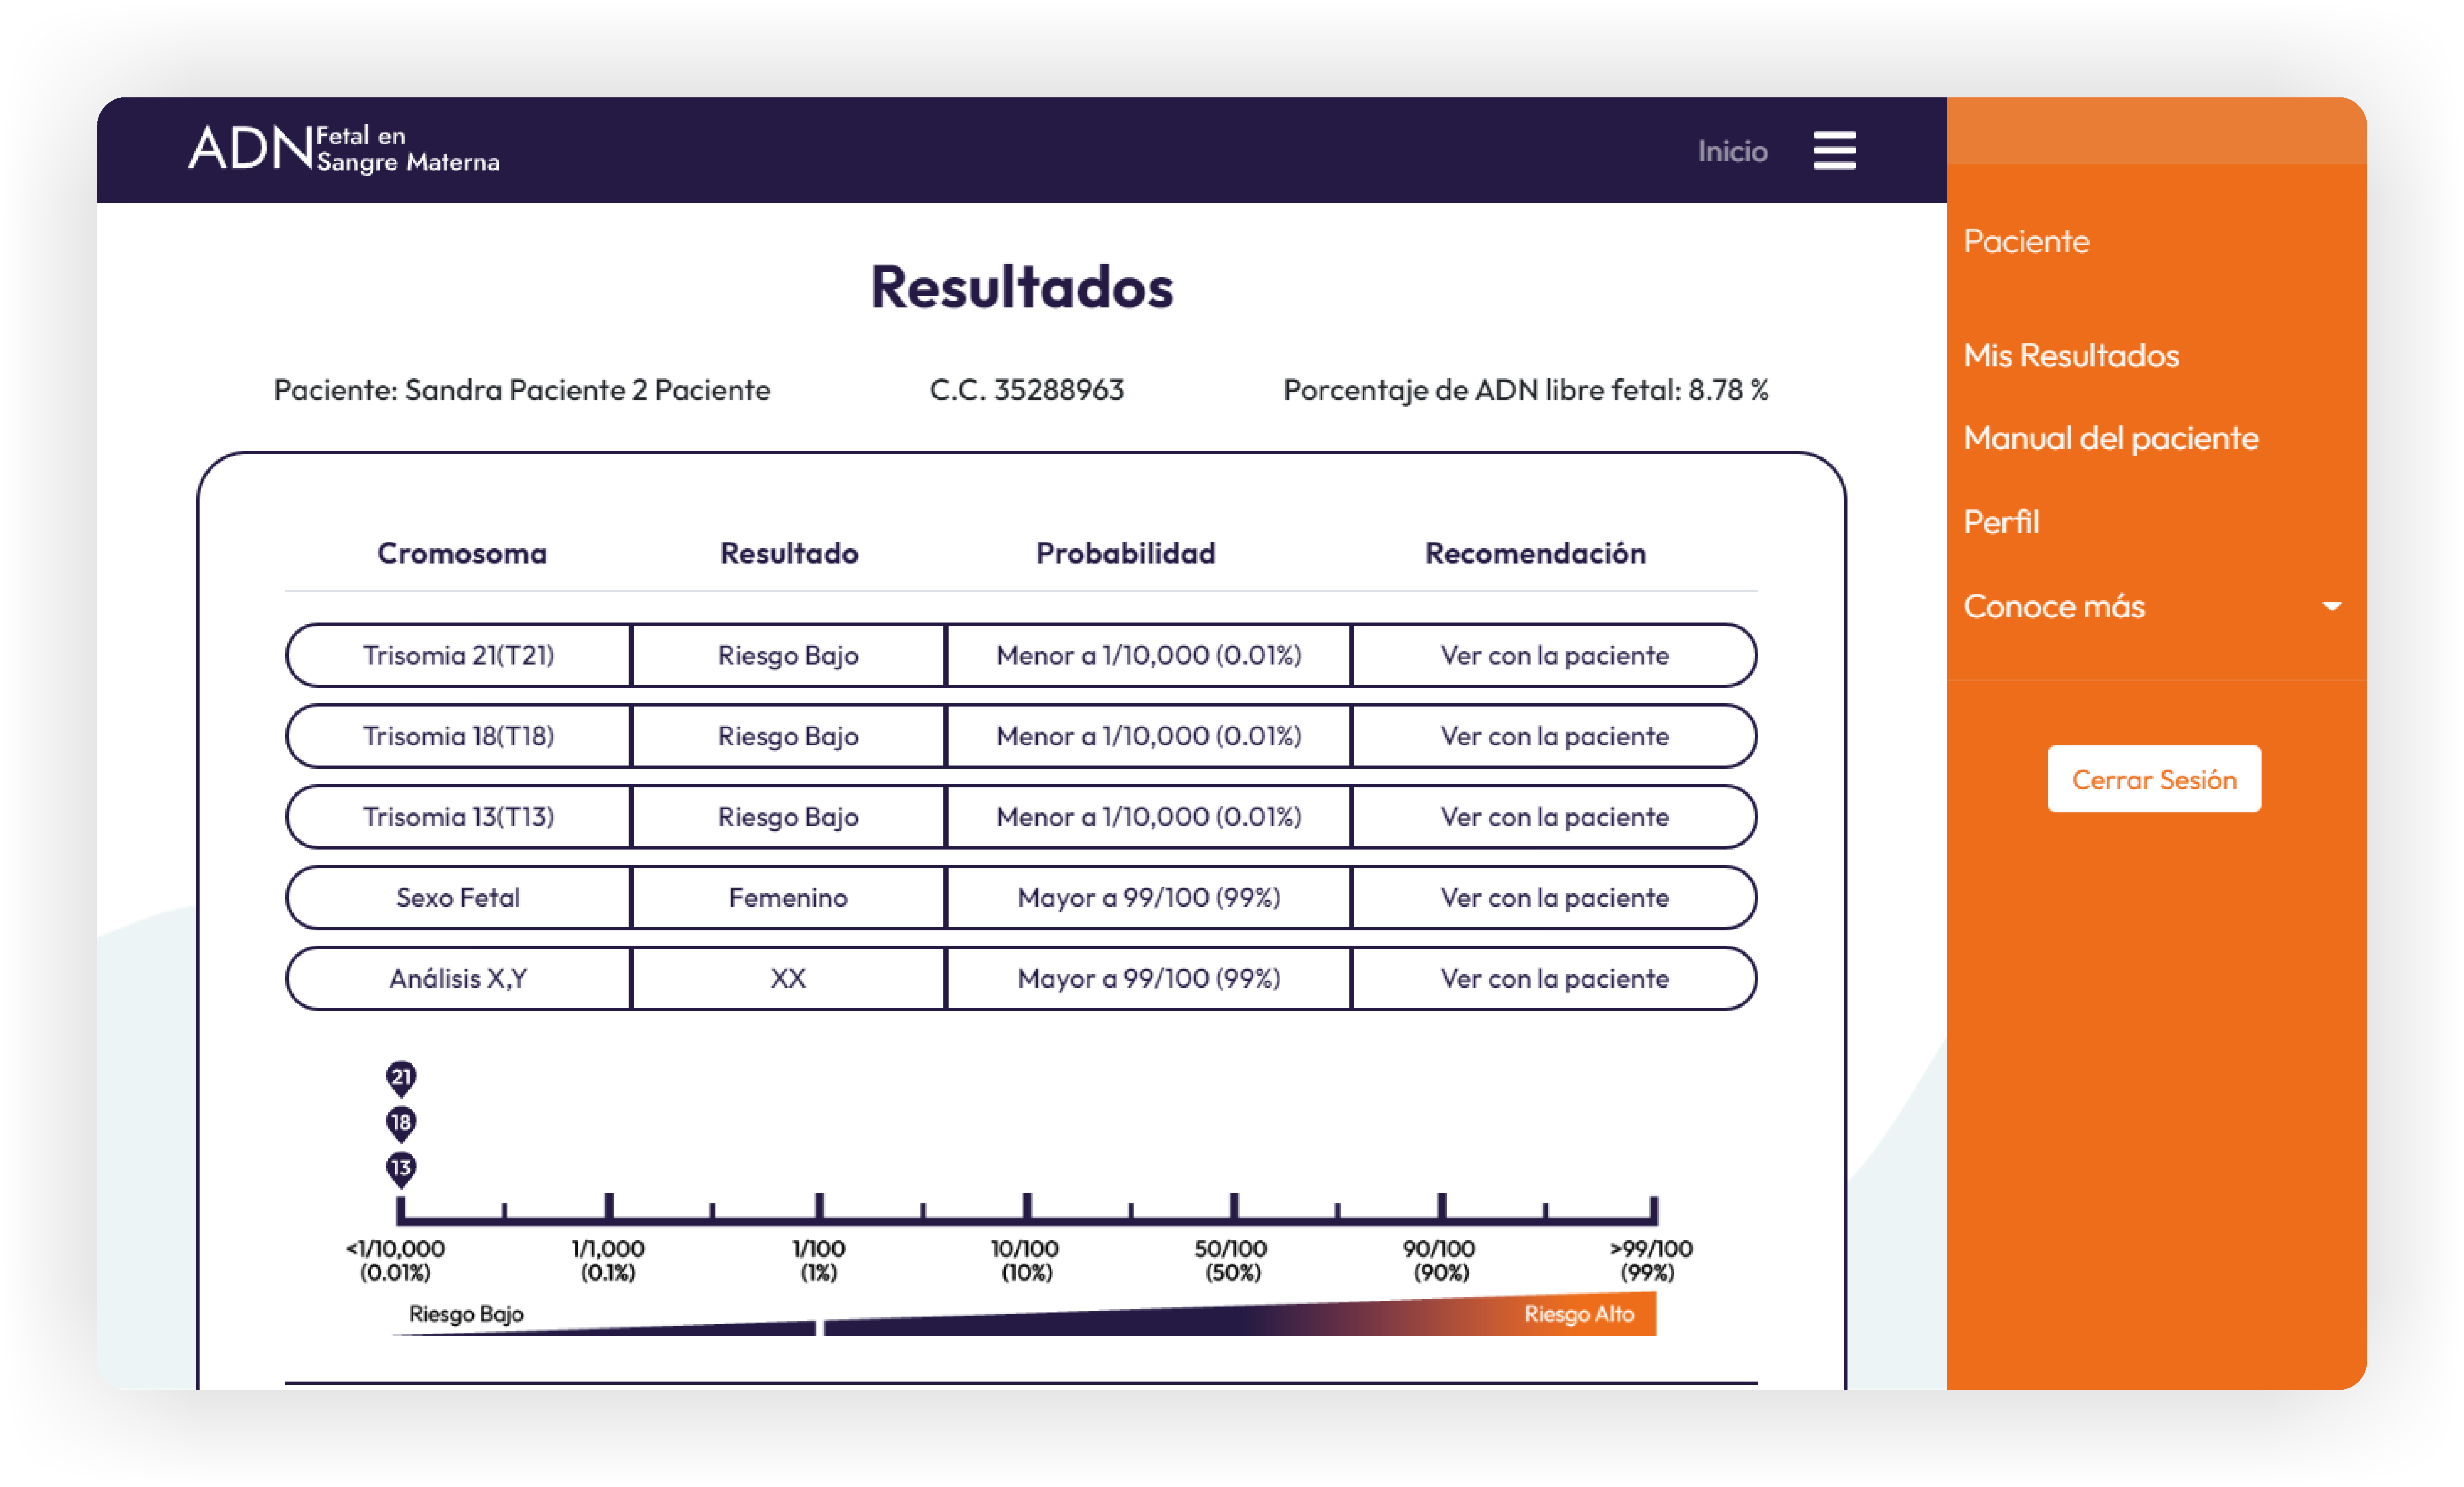 ADN Fetal en
Sangre Materna
Inicio
Resultados
Paciente: Sandra Paciente 2 Paciente C.C. 35288963 Porcentaje de ADN libre fetal: 8.78 %
Cromosoma Resultado Probabilidad Recomendación
Trisomia 21(T21) Riesgo Bajo Menor a 1/10,000 (0.01%) Ver con la paciente
Trisomia 18(T18) Riesgo Bajo Menor a 1/10,000 (0.01%) Ver con la paciente
Trisomia 13(T13) Riesgo Bajo Menor a 1/10,000 (0.01%) Ver con la paciente
Sexo Fetal Femenino Mayor a 99/100 (99%) Ver con la paciente
Análisis X,Y XX Mayor a 99/100 (99%) Ver con la paciente
21
18
13
<1/10,000 1/1,000 1/100 10/100 50/100 90/100 >99/100
(0.01%) (0.1%) (1%) (10%) (50%) (90%) (99%)
Riesgo Bajo Riesgo Alto
Paciente
Mis Resultados
Manual del paciente
Perfil
Conoce más
Cerrar Sesión